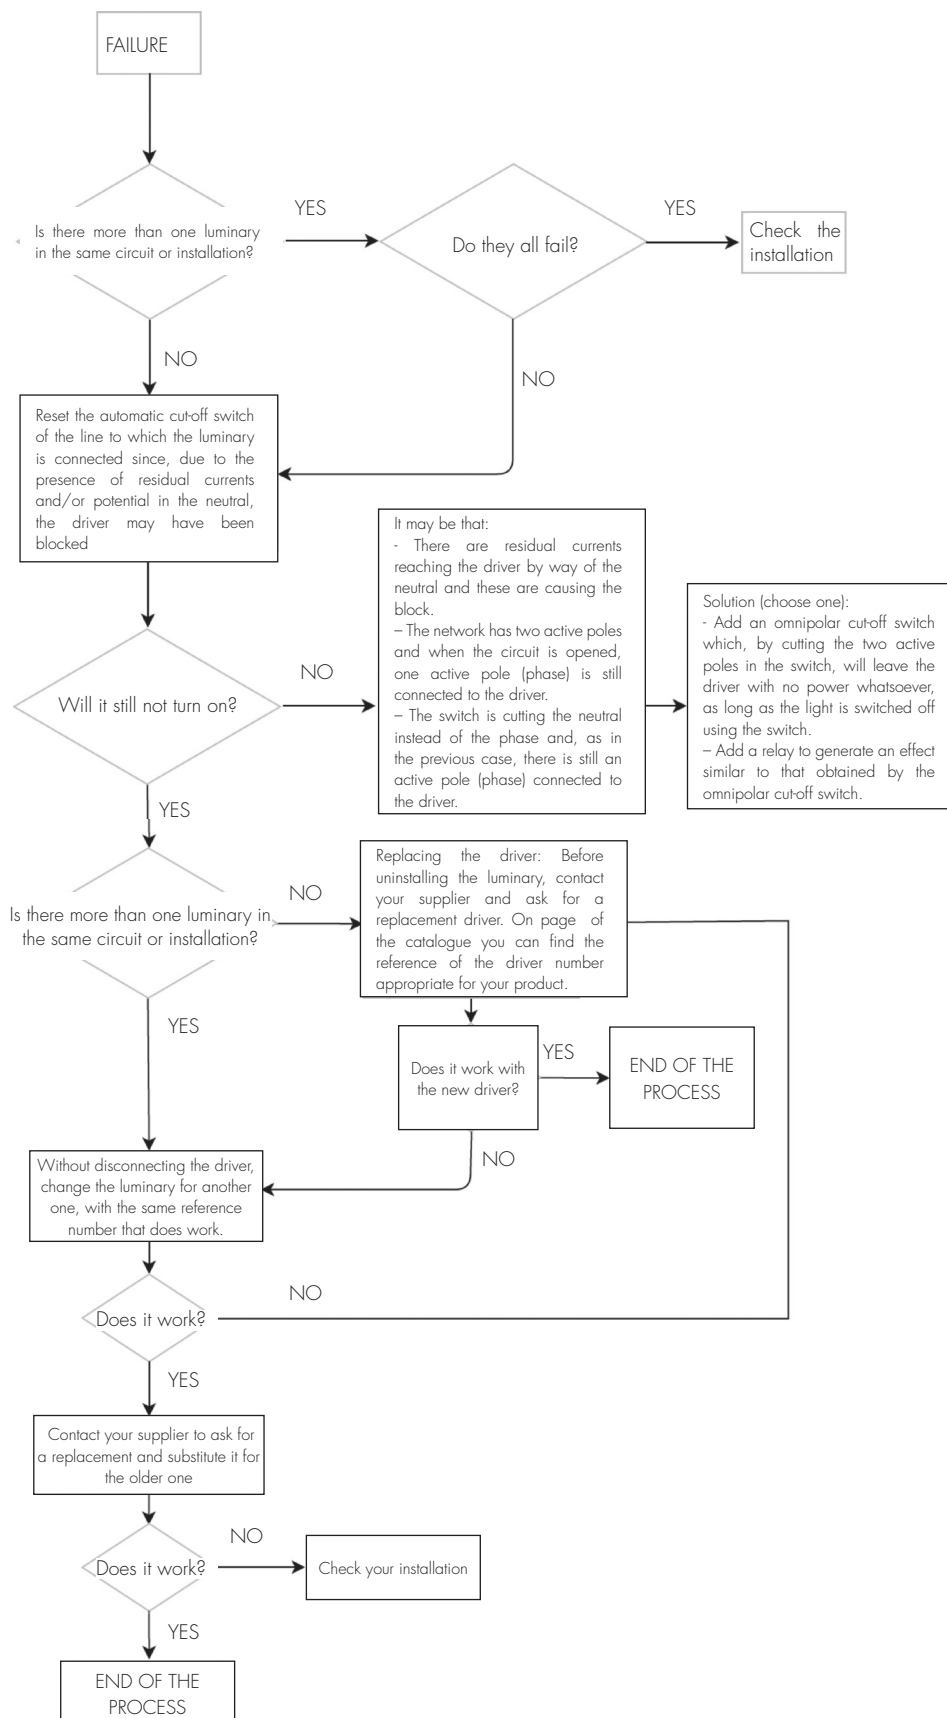 FAILURE
Is there more than one luminary
in the same circuit or installation?
YES
Do they all fail?
YES
Check the
installation
NO
NO
Reset the automatic cut-off switch
of the line to which the luminary
is connected since, due to the
presence of residual currents
and/or potential in the neutral,
the driver may have been
blocked
It may be that:
- There are residual currents
reaching the driver by way of the
neutral and these are causing the
block.
– The network has two active poles
and when the circuit is opened,
one active pole (phase) is still
connected to the driver.
– The switch is cutting the neutral
instead of the phase and, as in
the previous case, there is still an
active pole (phase) connected to
the driver.
Solution (choose one):
- Add an omnipolar cut-off switch
which, by cutting the two active
poles in the switch, will leave the
driver with no power whatsoever,
as long as the light is switched off
using the switch.
– Add a relay to generate an effect
similar to that obtained by the
omnipolar cut-off switch.
Will it still not turn on?
NO
YES
Is there more than one luminary in
the same circuit or installation?
NO
Replacing the driver: Before
uninstalling the luminary, contact
your supplier and ask for a
replacement driver. On page of
the catalogue you can find the
reference of the driver number
appropriate for your product.
YES
Does it work with
the new driver?
YES
END OF THE
PROCESS
NO
Without disconnecting the driver,
change the luminary for another
one, with the same reference
number that does work.
Does it work?
NO
YES
Contact your supplier to ask for
a replacement and substitute it for
the older one
Does it work?
NO
Check your installation
YES
END OF THE
PROCESS